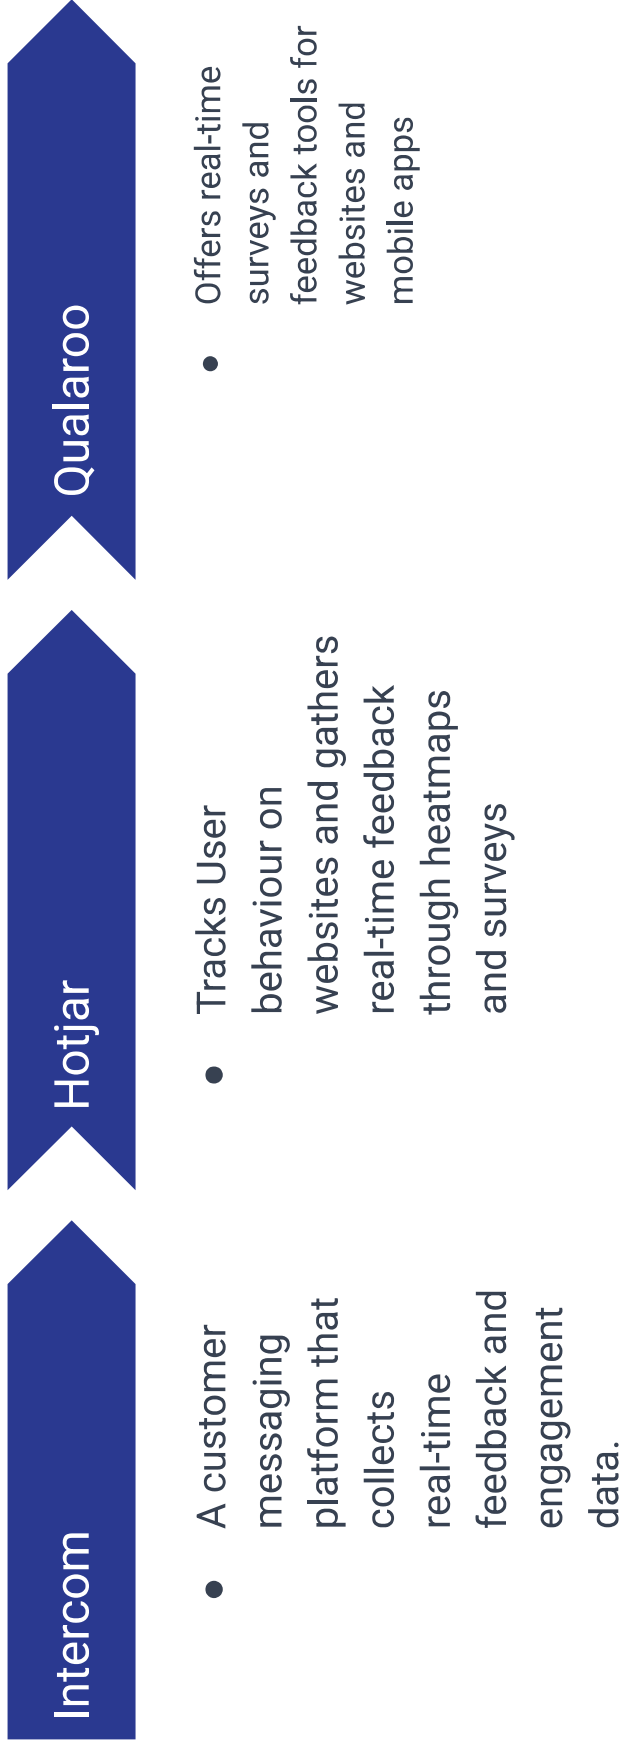 Intercom
• A customer
messaging
platform that
collects
real-time
feedback and
engagement
data.
Hotjar
• Tracks User
behaviour on
websites and gathers
real-time feedback
through heatmaps
and surveys
Qualaroo
• Offers real-time
surveys and
feedback tools for
websites and
mobile apps